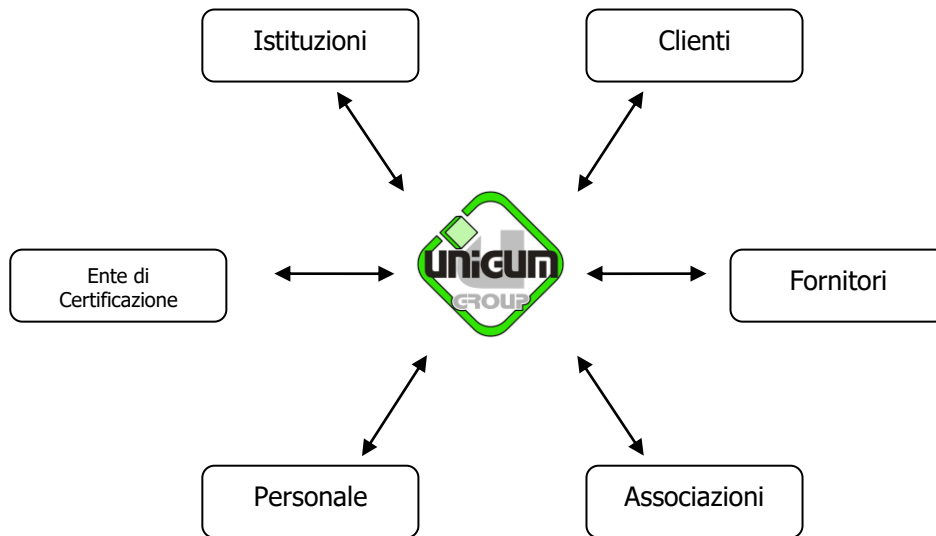 Istituzioni
Clienti
UNIGUM
GROUP
Ente di
Certificazione
Fornitori
Personale
Associazioni